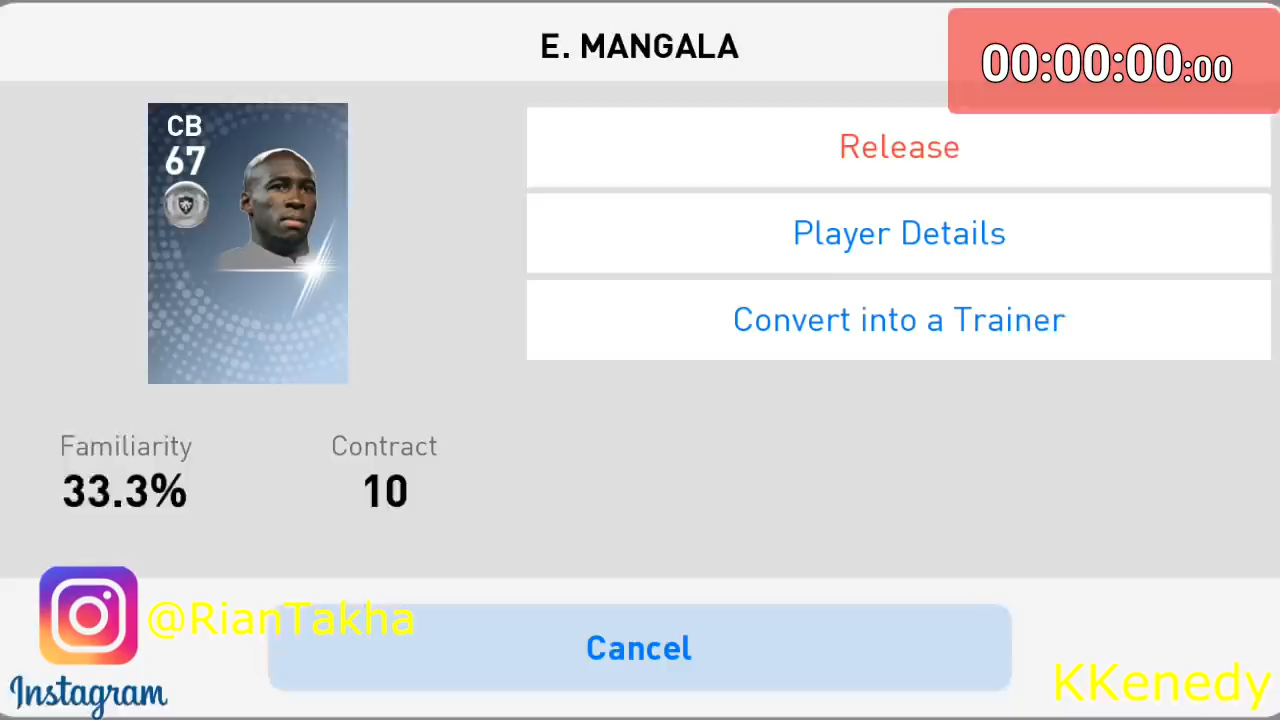 E. MANGALA
00:00:00:00
CB
67
Release
Player Details
Convert into a Trainer
Familiarity
Contract
33.3%
10
@RianTakha
Cancel
Instagram
KKenedy